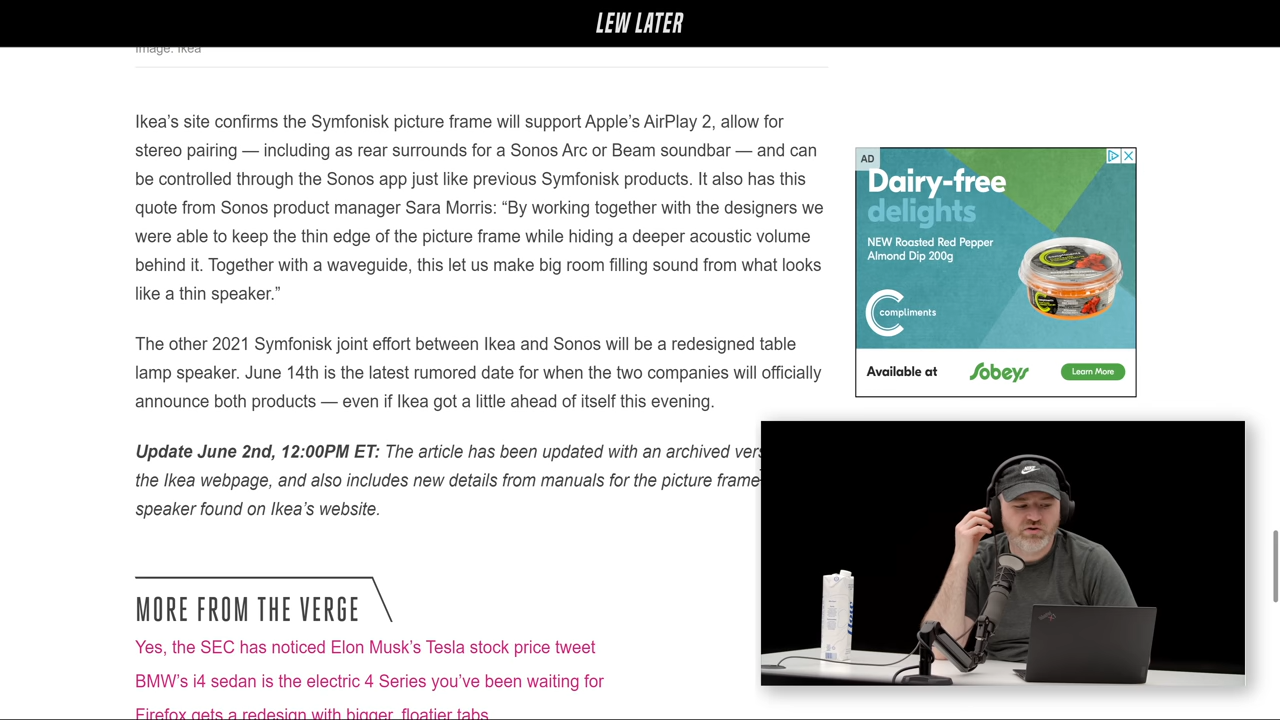 LEW LATER
Image: Ikea
Ikea’s site confirms the Symfonisk picture frame will support Apple’s AirPlay 2, allow for
stereo pairing — including as rear surrounds for a Sonos Arc or Beam soundbar — and can
be controlled through the Sonos app just like previous Symfonisk products. It also has this
quote from Sonos product manager Sara Morris: “By working together with the designers we
were able to keep the thin edge of the picture frame while hiding a deeper acoustic volume
behind it. Together with a waveguide, this let us make big room filling sound from what looks
like a thin speaker.”
The other 2021 Symfonisk joint effort between Ikea and Sonos will be a redesigned table
lamp speaker. June 14th is the latest rumored date for when the two companies will officially
announce both products — even if Ikea got a little ahead of itself this evening.
Update June 2nd, 12:00PM ET: The article has been updated with an archived vers
the Ikea webpage, and also includes new details from manuals for the picture frame
speaker found on Ikea’s website.
MORE FROM THE VERGE
Yes, the SEC has noticed Elon Musk’s Tesla stock price tweet
BMW’s i4 sedan is the electric 4 Series you’ve been waiting for
Firefox gets a redesign with bigger, floatier tabs
AD
Dairy-free
delights
NEW Roasted Red Pepper
Almond Dip 200g
compliments
Available at
Sobeys
Learn More